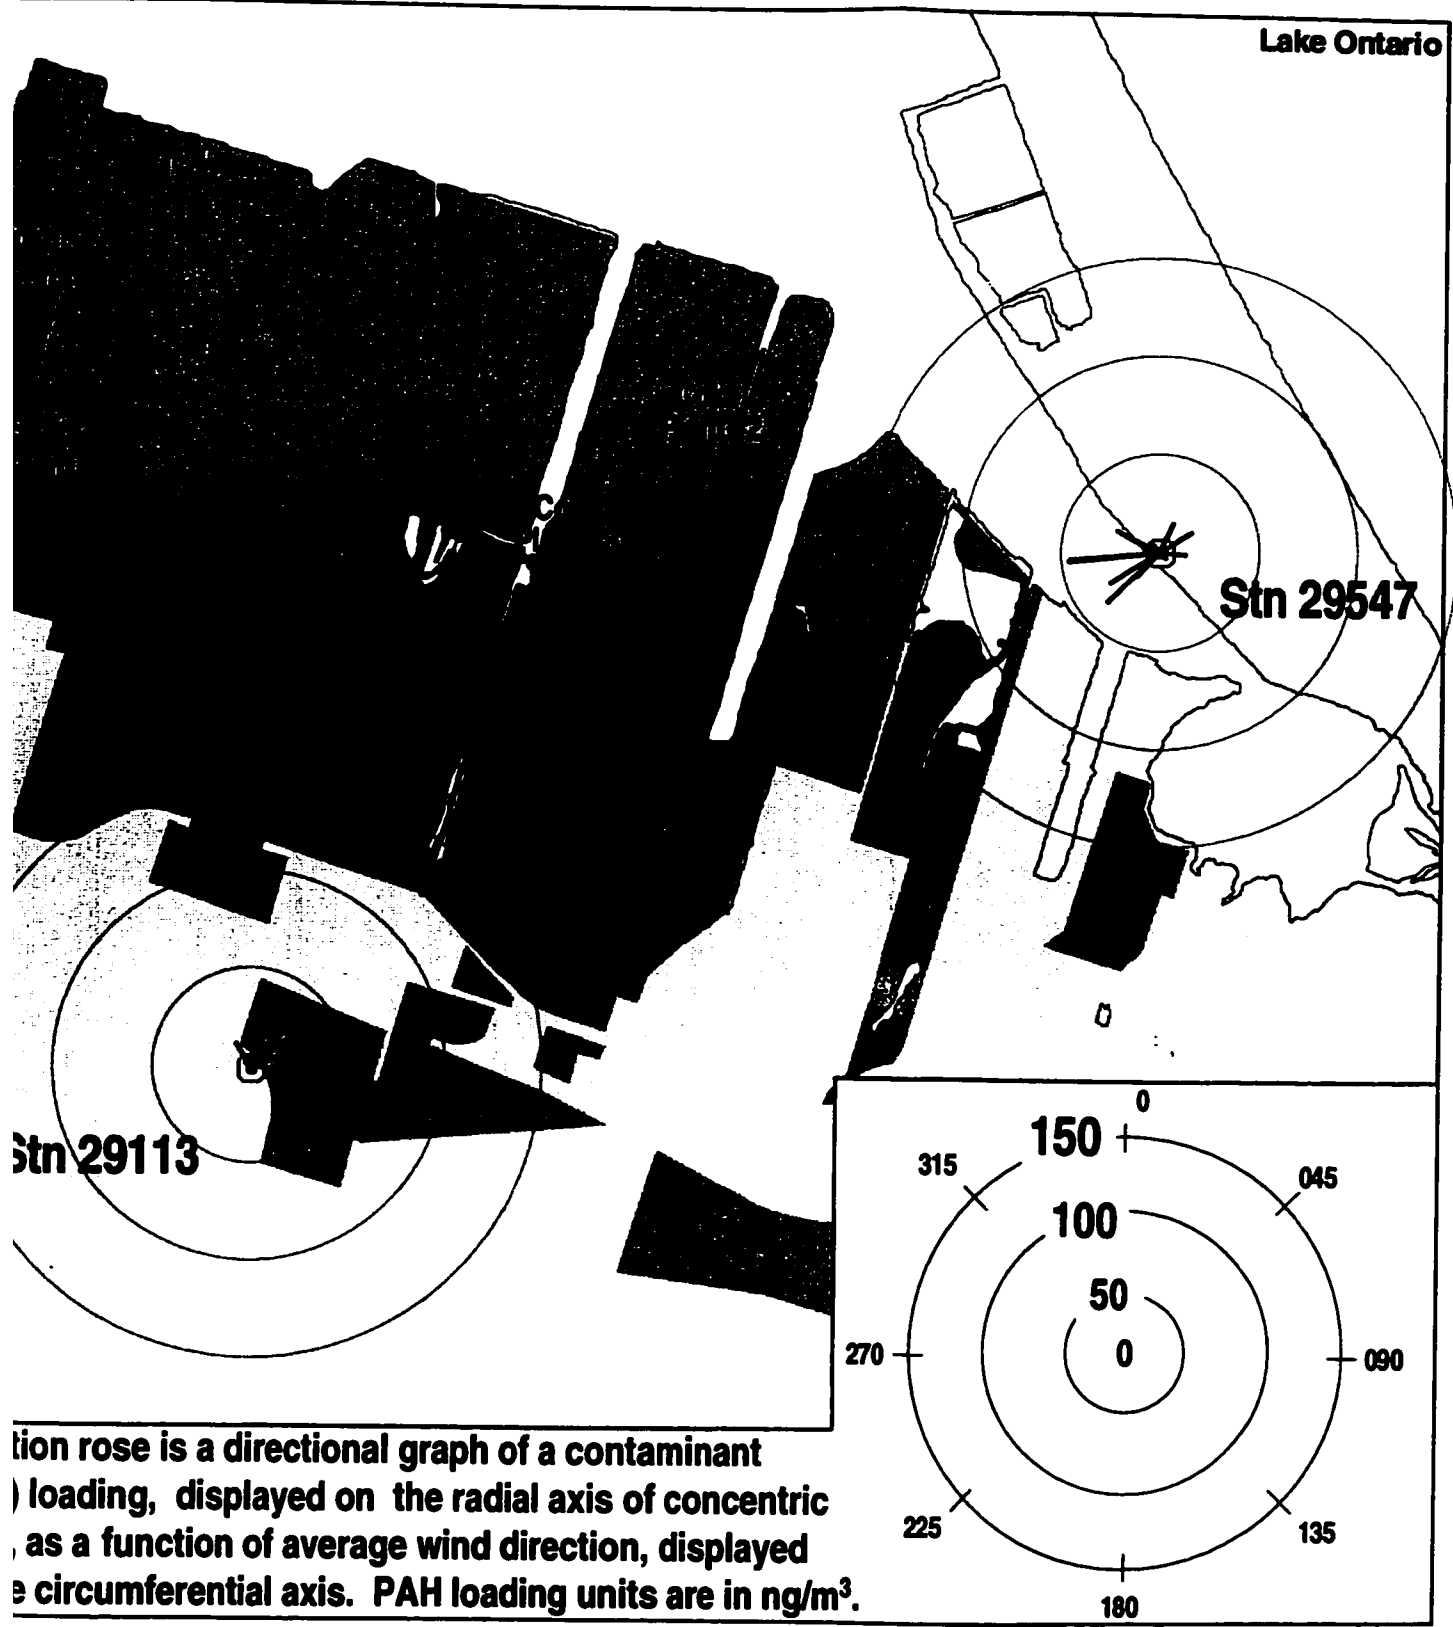 Lake Ontario
C
Stn 29547
Stn 29113
0
150
315
045
100
50
270
0
090
225
135
180
tion rose is a directional graph of a contaminant
) loading, displayed on the radial axis of concentric
, as a function of average wind direction, displayed
e circumferential axis. PAH loading units are in ng/m³.